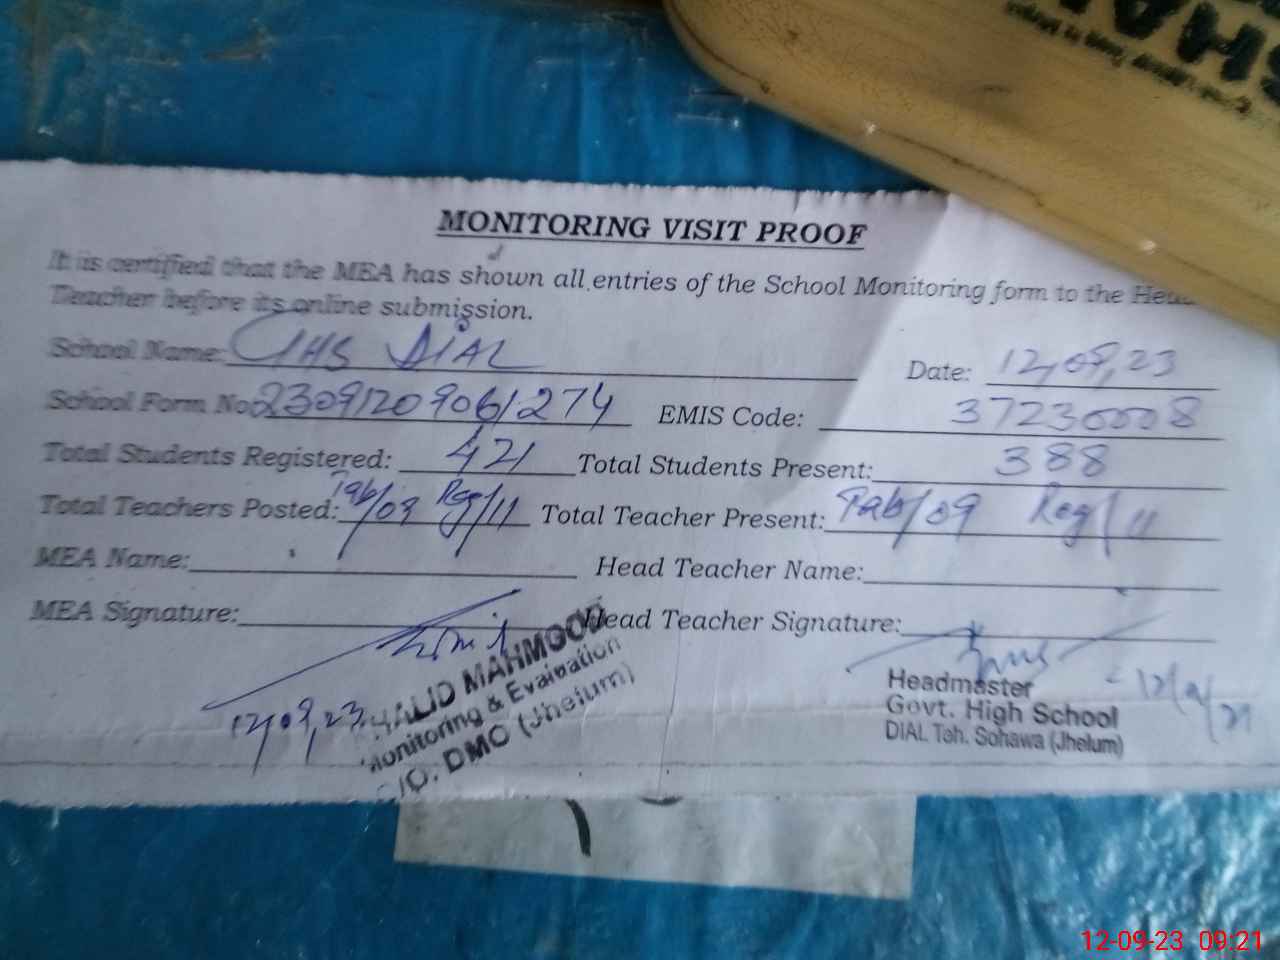 MONITORING VISIT PROOF
It is certified that the MEA has shown all entries of the School Monitoring form to the Head
Teacher before its online submission.
School Name: GHS DIAL Date: 12,09,23
School Form No. 23091209061274 EMIS Code: 37230008
Total Students Registered: 421 Total Students Present: 388
Total Teachers Posted: Tab/09 Reg/11 Total Teacher Present: Tab/09 Reg/11
MEA Name: Head Teacher Name:
MEA Signature: Head Teacher Signature:
12,09,23
KHALID MAHMOOD
Monitoring & Evaluation
DMO (Jhelum)
Headmaster
Govt. High School
DIAL Teh. Sohawa (Jhelum)
SHA
12-09-23 09:21